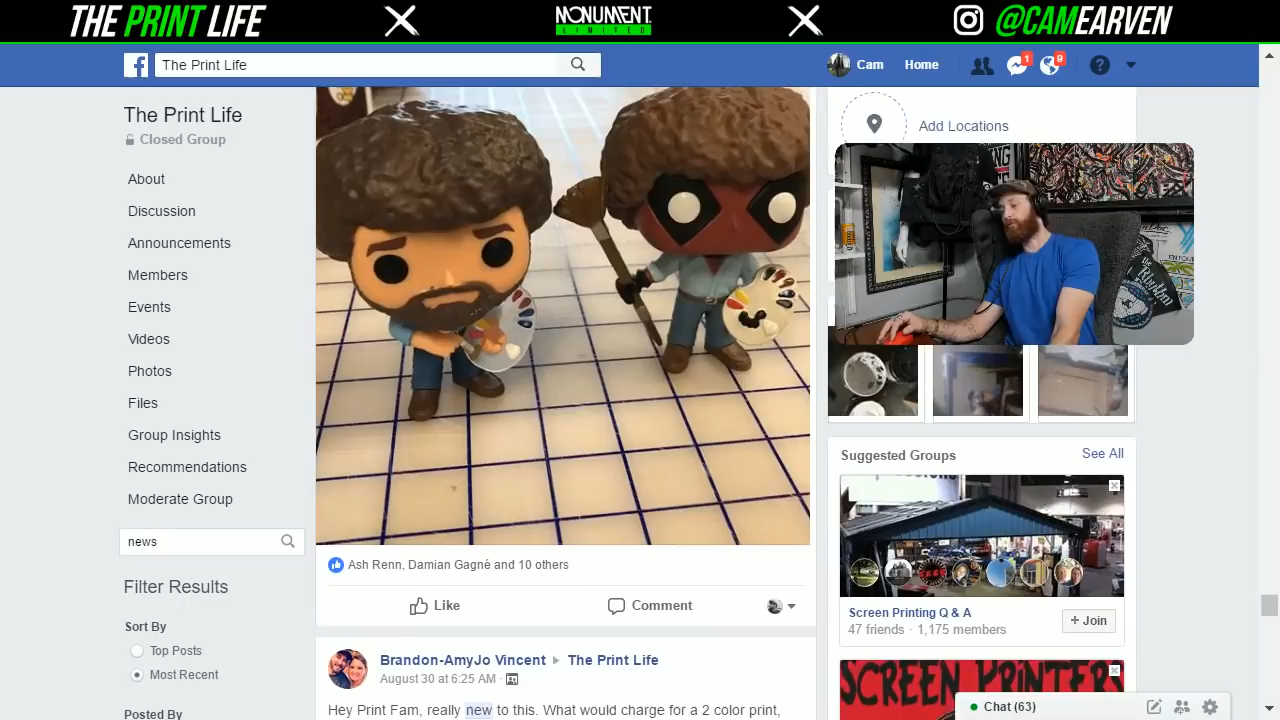 THE PRINT LIFE
MONUMENT
LIMITED
@CAMEARVEN
The Print Life
Cam
Home
1
9
?
The Print Life
Closed Group
About
Discussion
Announcements
Members
Events
Videos
Photos
Files
Group Insights
Recommendations
Moderate Group
news
Filter Results
Sort By
Top Posts
Most Recent
Posted By
Ash Renn, Damian Gagné and 10 others
Like
Comment
Brandon-AmyJo Vincent
The Print Life
August 30 at 6:25 AM
Hey Print Fam, really new to this. What would charge for a 2 color print,
Add Locations
Suggested Groups
See All
Screen Printing Q & A
47 friends · 1,175 members
+ Join
SCREEN PRINTERS
Chat (63)